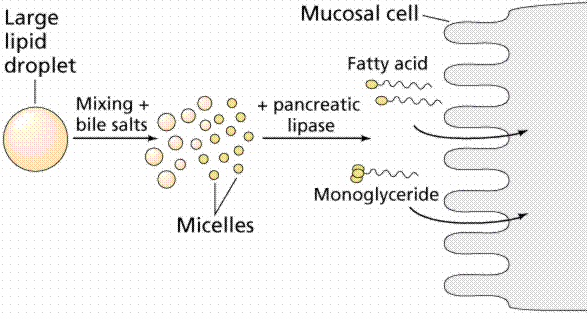 Large
lipid
droplet
Mixing +
bile salts
Micelles
+ pancreatic
lipase
Mucosal cell
Fatty acid
Monoglyceride